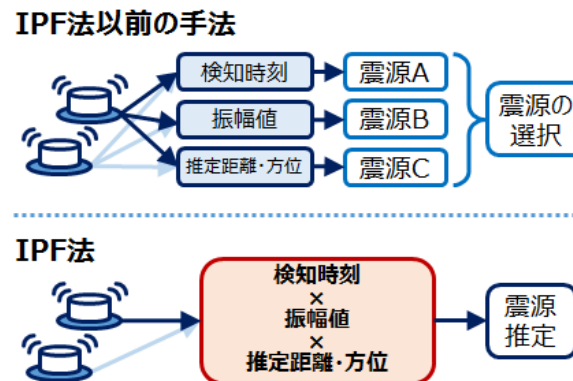 IPF法以前の手法
検知時刻
震源A
振幅値
震源B
推定距離・方位
震源C
震源の
選択
IPF法
検知時刻
×
振幅値
×
推定距離・方位
震源
推定